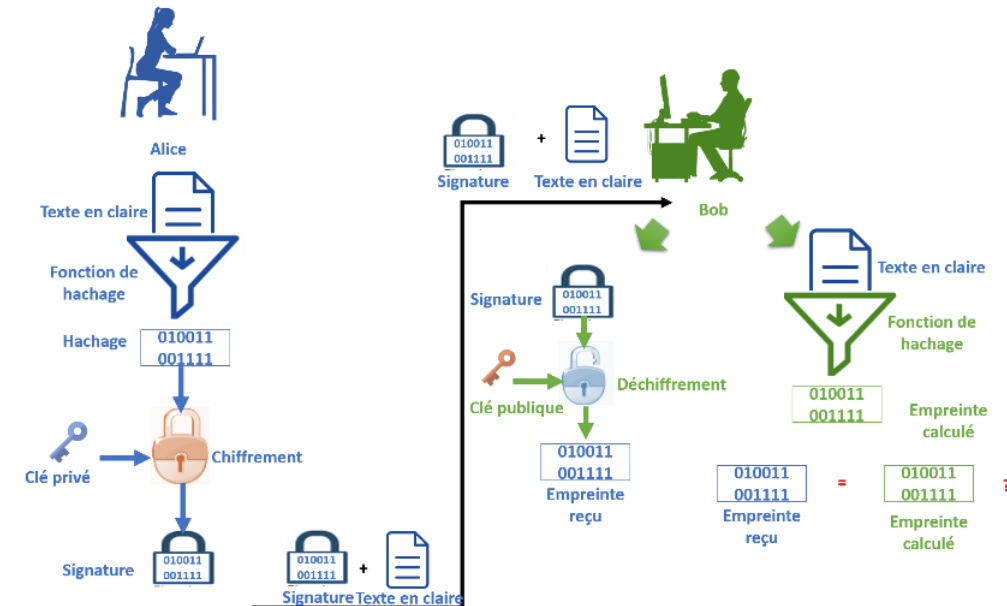 Alice
Texte en claire
Fonction de
hachage
Hachage
010011
001111
Clé privé
Chiffrement
Signature
010011
001111
010011
001111
+
Signature
Texte en claire
010011
001111
+
Signature
Texte en claire
Bob
Signature
010011
001111
Clé publique
Déchiffrement
010011
001111
Empreinte
reçu
Texte en claire
Fonction de
hachage
010011
001111
Empreinte
calculé
010011
001111
=
010011
001111
?
Empreinte
reçu
Empreinte
calculé